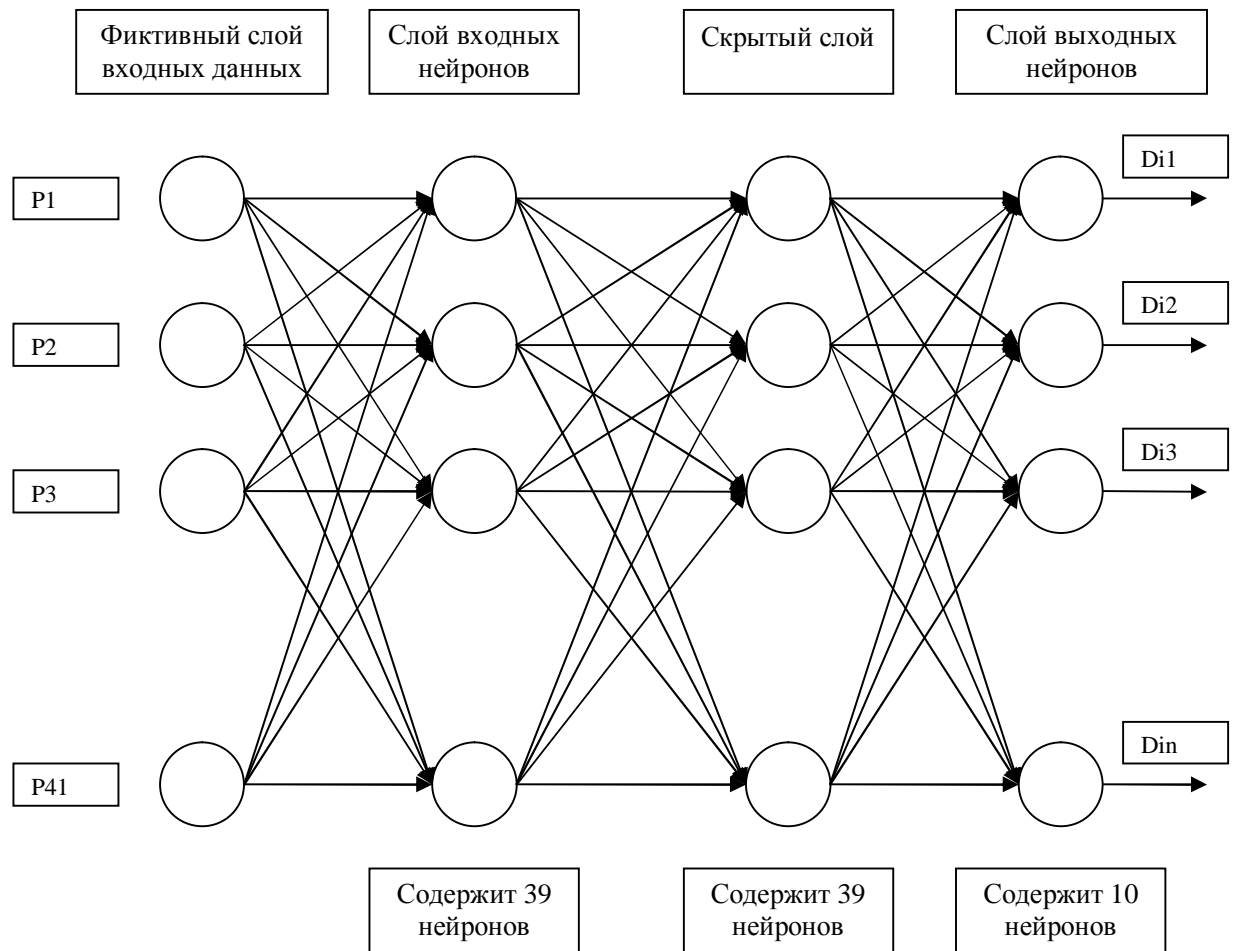 Фиктивный слой
входных данных
Слой входных
нейронов
Скрытый слой
Слой выходных
нейронов
P1
Di1
P2
Di2
P3
Di3
P41
Din
Содержит 39
нейронов
Содержит 39
нейронов
Содержит 10
нейронов